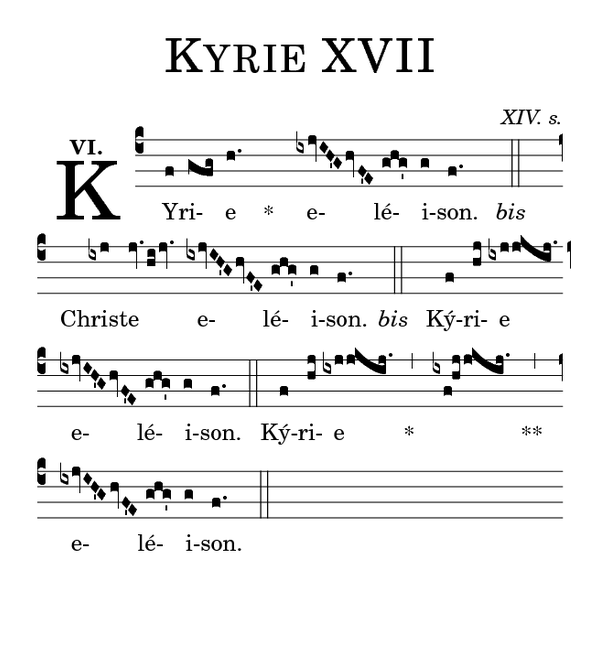 KYRIE XVII
XIV. s.
VI.
KYri- e * e- lé- i-son. bis
Christe e- lé- i-son. bis Ký-ri- e
e- lé- i-son. Ký-ri- e * **
e- lé- i-son.